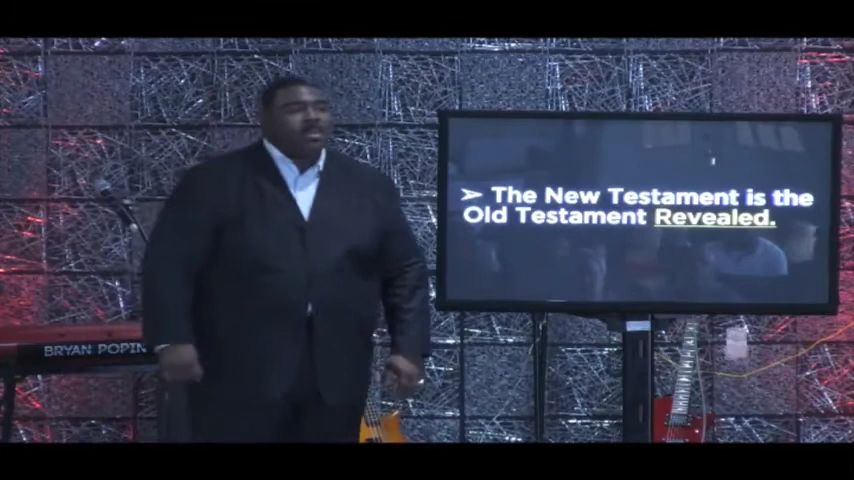 ➢ The New Testament is the
Old Testament Revealed.
BRYAN POPIN